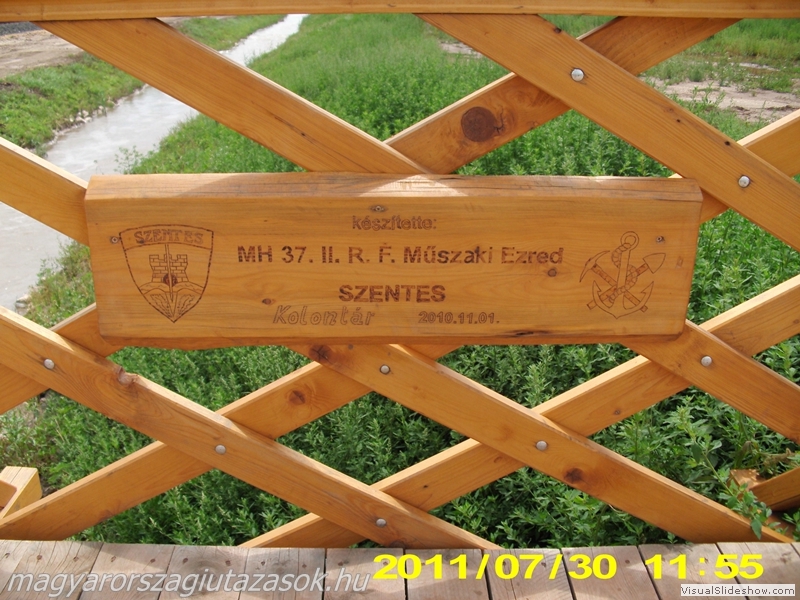 készítette:
SZENTES
MH 37. II. R. F. Műszaki Ezred
SZENTES
Kolontár 2010.11.01.
magyarországiutazások.hu
2011/07/30 11:55
VisualSlideshow.com